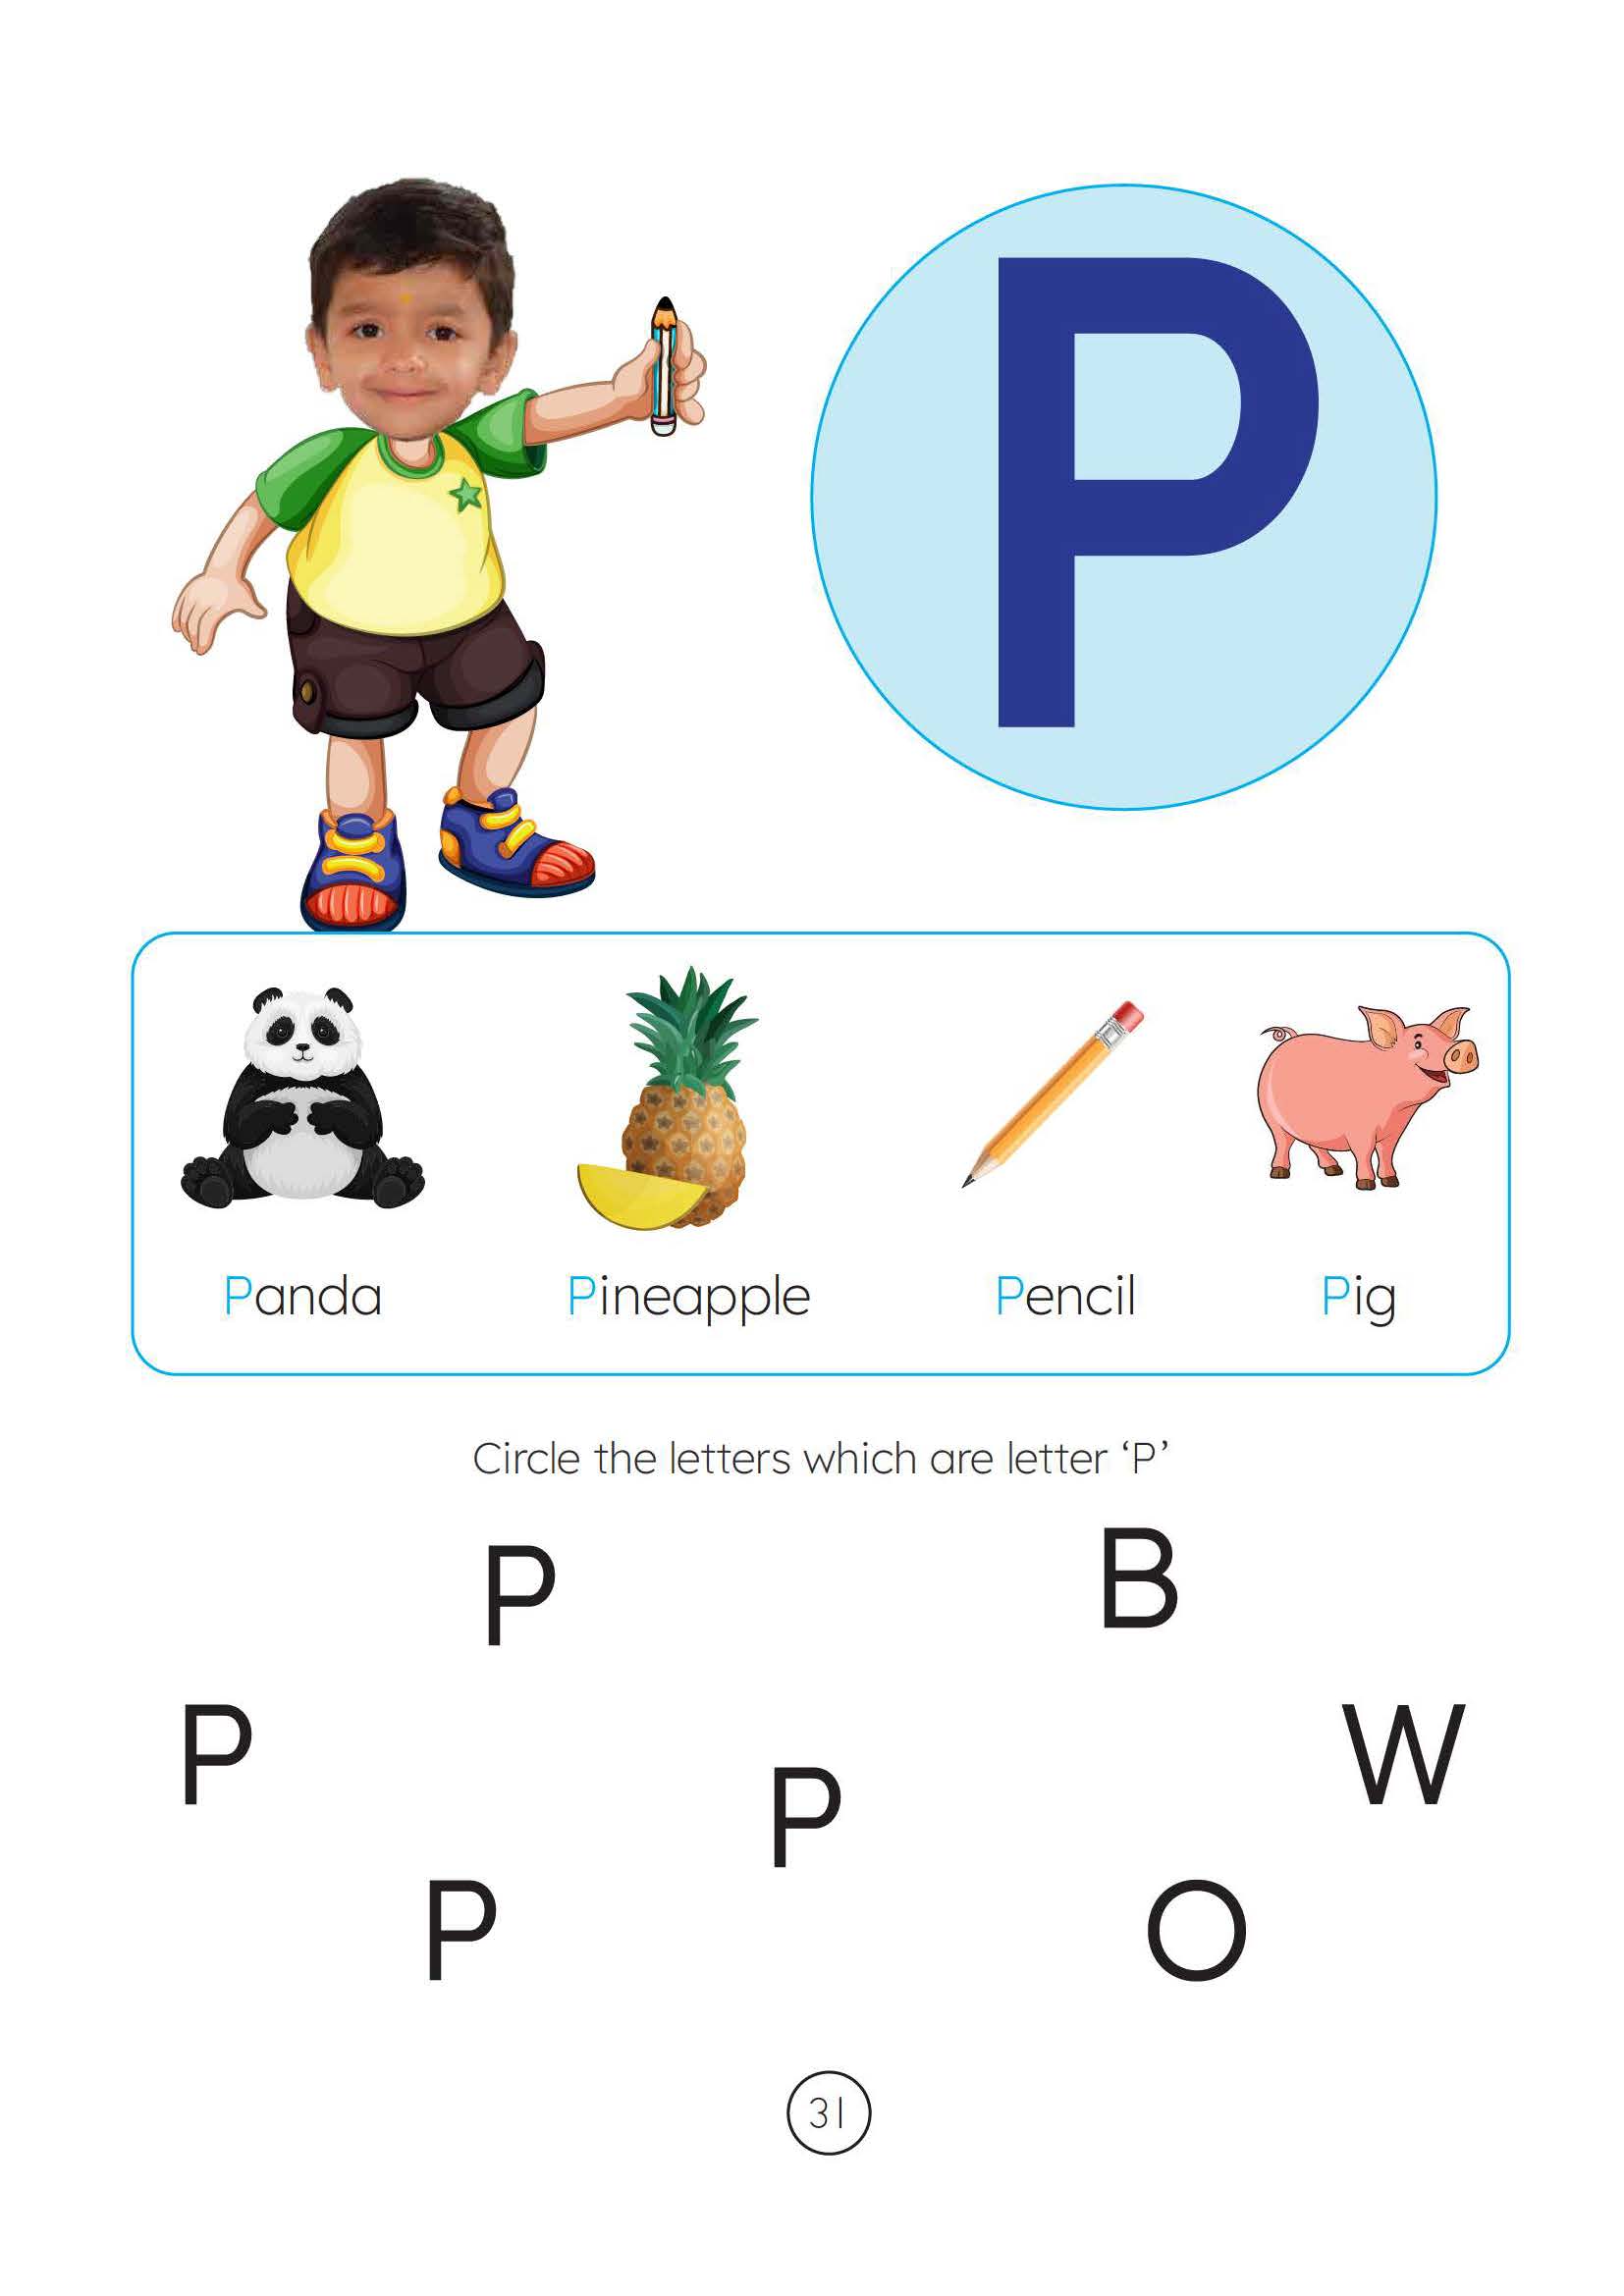 P
Panda Pineapple Pencil Pig
Circle the letters which are letter ‘P’
P B
P W
P
P O
31